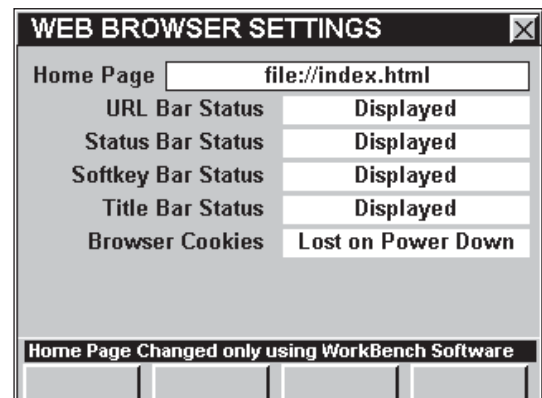 WEB BROWSER SETTINGS
Home Page file://index.html
URL Bar Status Displayed
Status Bar Status Displayed
Softkey Bar Status Displayed
Title Bar Status Displayed
Browser Cookies Lost on Power Down
Home Page Changed only using WorkBench Software